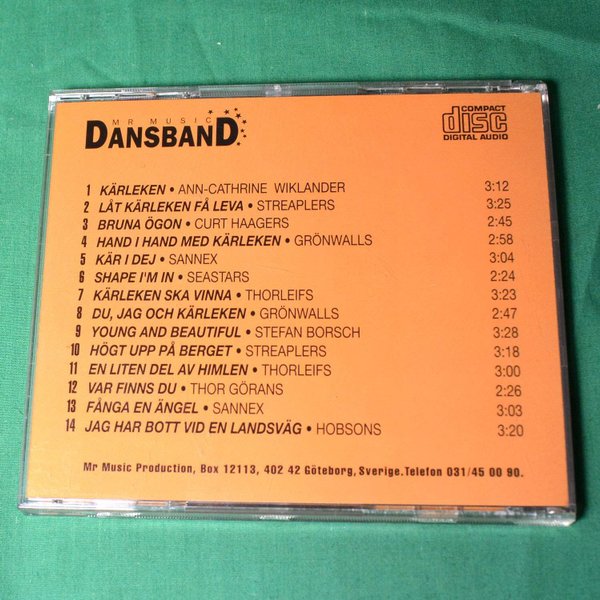 MR MUSIC
DANSBAND
COMPACT
disc
DIGITAL AUDIO
1 KÄRLEKEN • ANN-CATHRINE WIKLANDER 3:12
2 LÅT KÄRLEKEN FÅ LEVA • STREAPLERS 3:25
3 BRUNA ÖGON • CURT HAAGERS 2:45
4 HAND I HAND MED KÄRLEKEN • GRÖNWALLS 2:58
5 KÄR I DEJ • SANNEX 3:04
6 SHAPE I'M IN • SEASTARS 2:24
7 KÄRLEKEN SKA VINNA • THORLEIFS 3:23
8 DU, JAG OCH KÄRLEKEN • GRÖNWALLS 2:47
9 YOUNG AND BEAUTIFUL • STEFAN BORSCH 3:28
10 HÖGT UPP PÅ BERGET • STREAPLERS 3:18
11 EN LITEN DEL AV HIMLEN • THORLEIFS 3:00
12 VAR FINNS DU • THOR GÖRANS 2:26
13 FÅNGA EN ÄNGEL • SANNEX 3:03
14 JAG HAR BOTT VID EN LANDSVÄG • HOBSONS 3:20
Mr Music Production, Box 12113, 402 42 Göteborg, Sverige.Telefon 031/45 00 90.